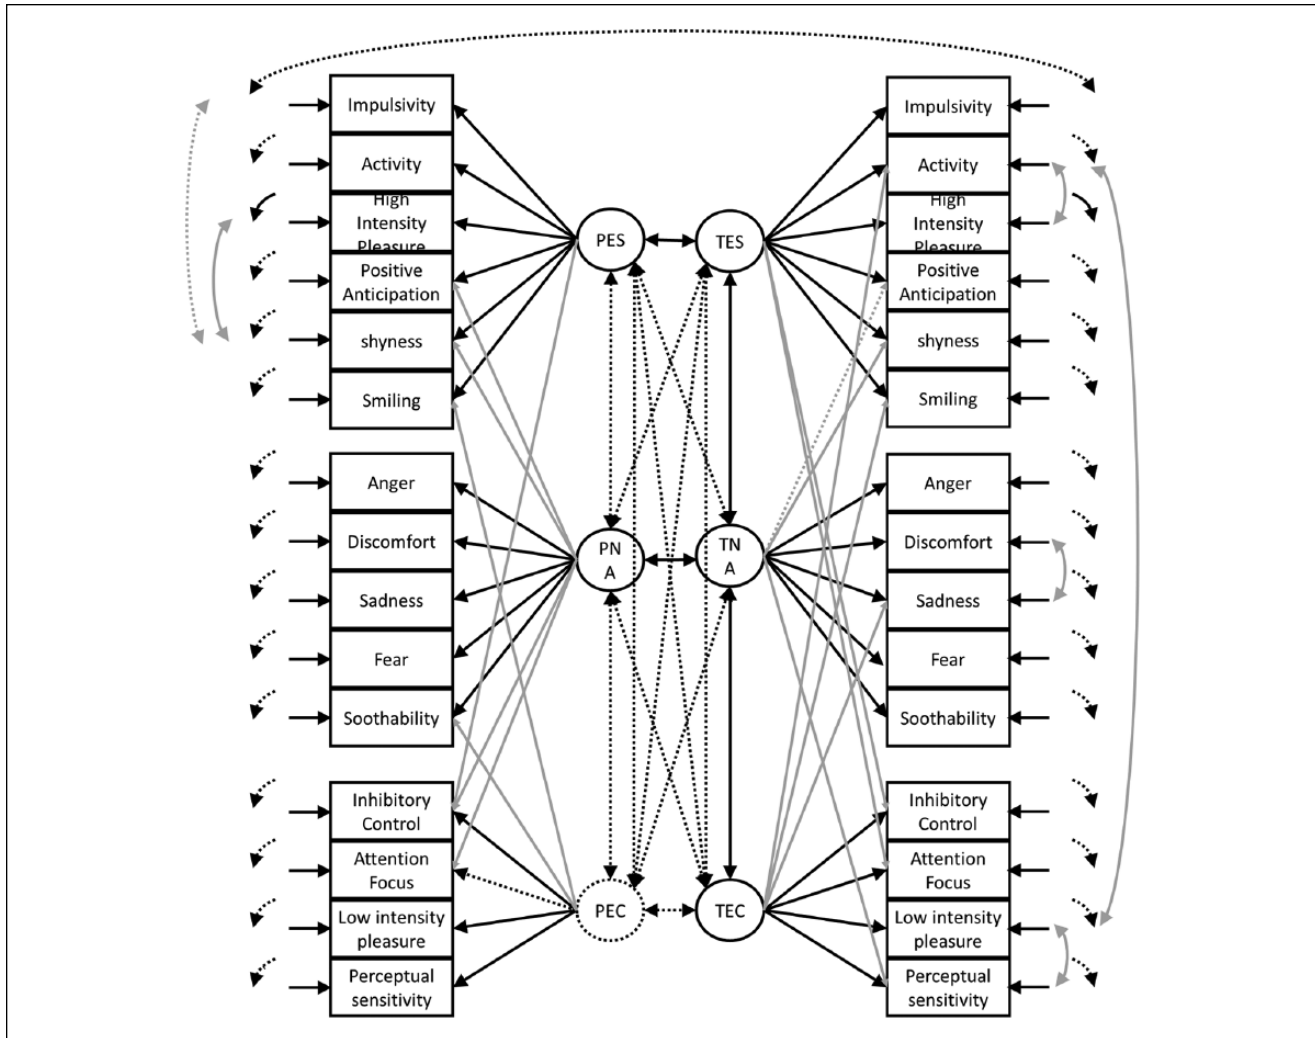 Impulsivity
Activity
High
Intensity
Pleasure
Positive
Anticipation
shyness
Smiling
Anger
Discomfort
Sadness
Fear
Soothability
Inhibitory
Control
Attention
Focus
Low intensity
pleasure
Perceptual
sensitivity
PES
TES
PN
A
TN
A
PEC
TEC
Impulsivity
Activity
High
Intensity
Pleasure
Positive
Anticipation
shyness
Smiling
Anger
Discomfort
Sadness
Fear
Soothability
Inhibitory
Control
Attention
Focus
Low intensity
pleasure
Perceptual
sensitivity